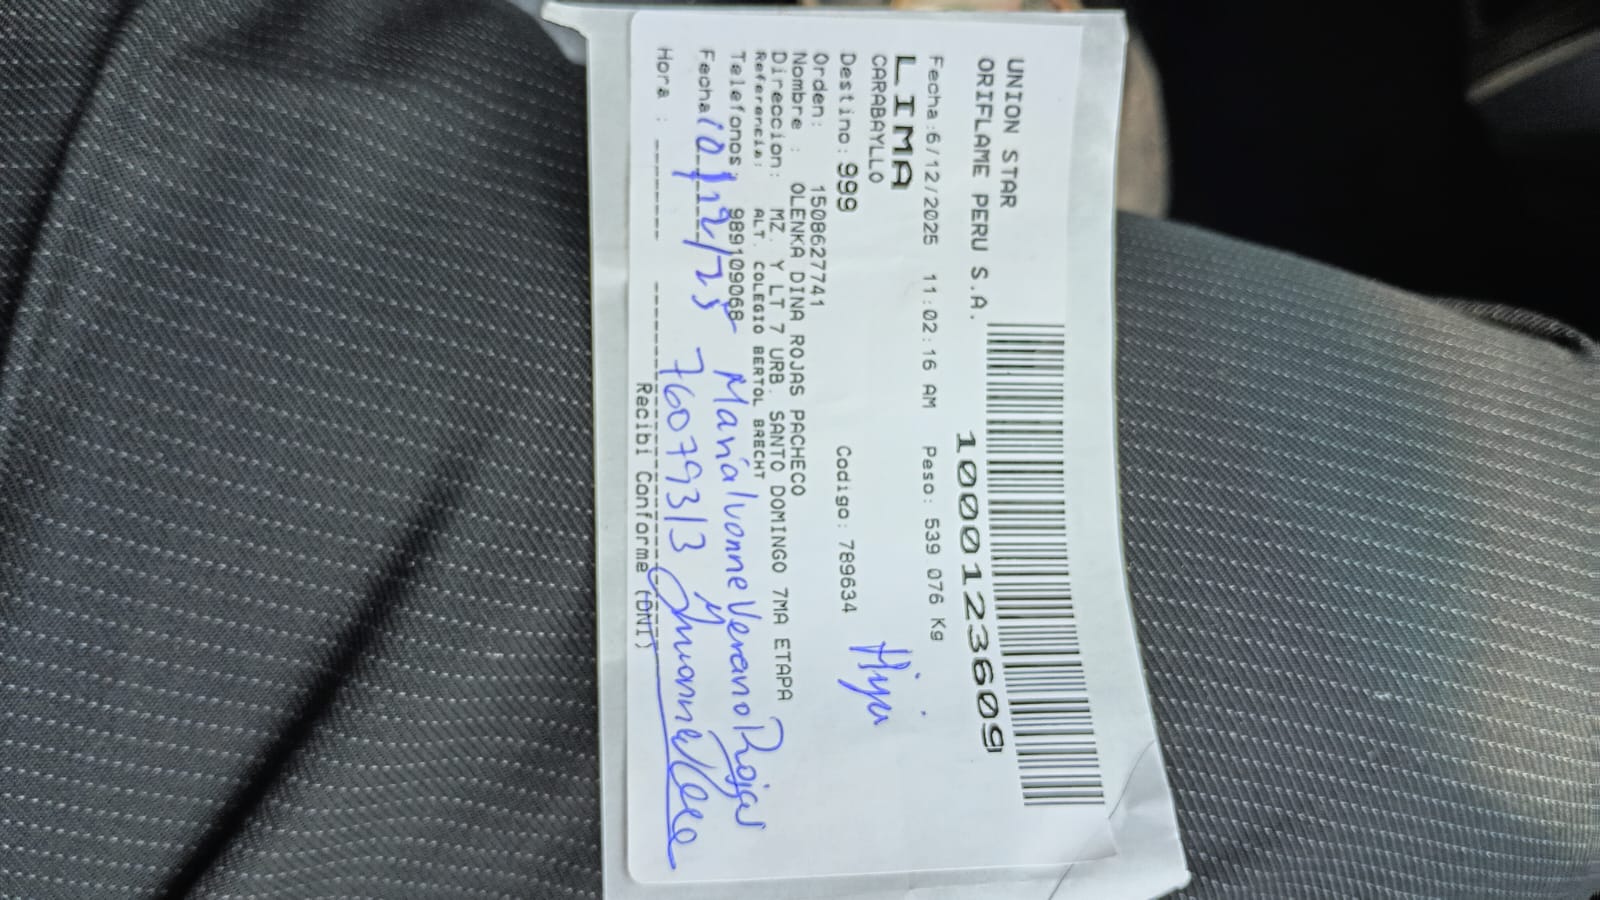 UNION STAR
ORIFLAME PERU S.A.
1000123609
Fecha:6/12/2025 11:02:16 AM Peso: 539 076 Kg
LIMA
CARABAYLLO
Destino: 999 Codigo: 789634
Hija
Orden: 1508627741
Nombre : OLENKA DINA ROJAS PACHECO
Direccion: MZ. Y LT 7 URB. SANTO DOMINGO 7MA ETAPA
Referencia: ALT. COLEGIO BERTOL BRECHT
Telefonos: 989109068
María Ivonne Vereano Rojas
Fecha 10/12/25
76079313
Hora :
Recibi Conforme (DNI)